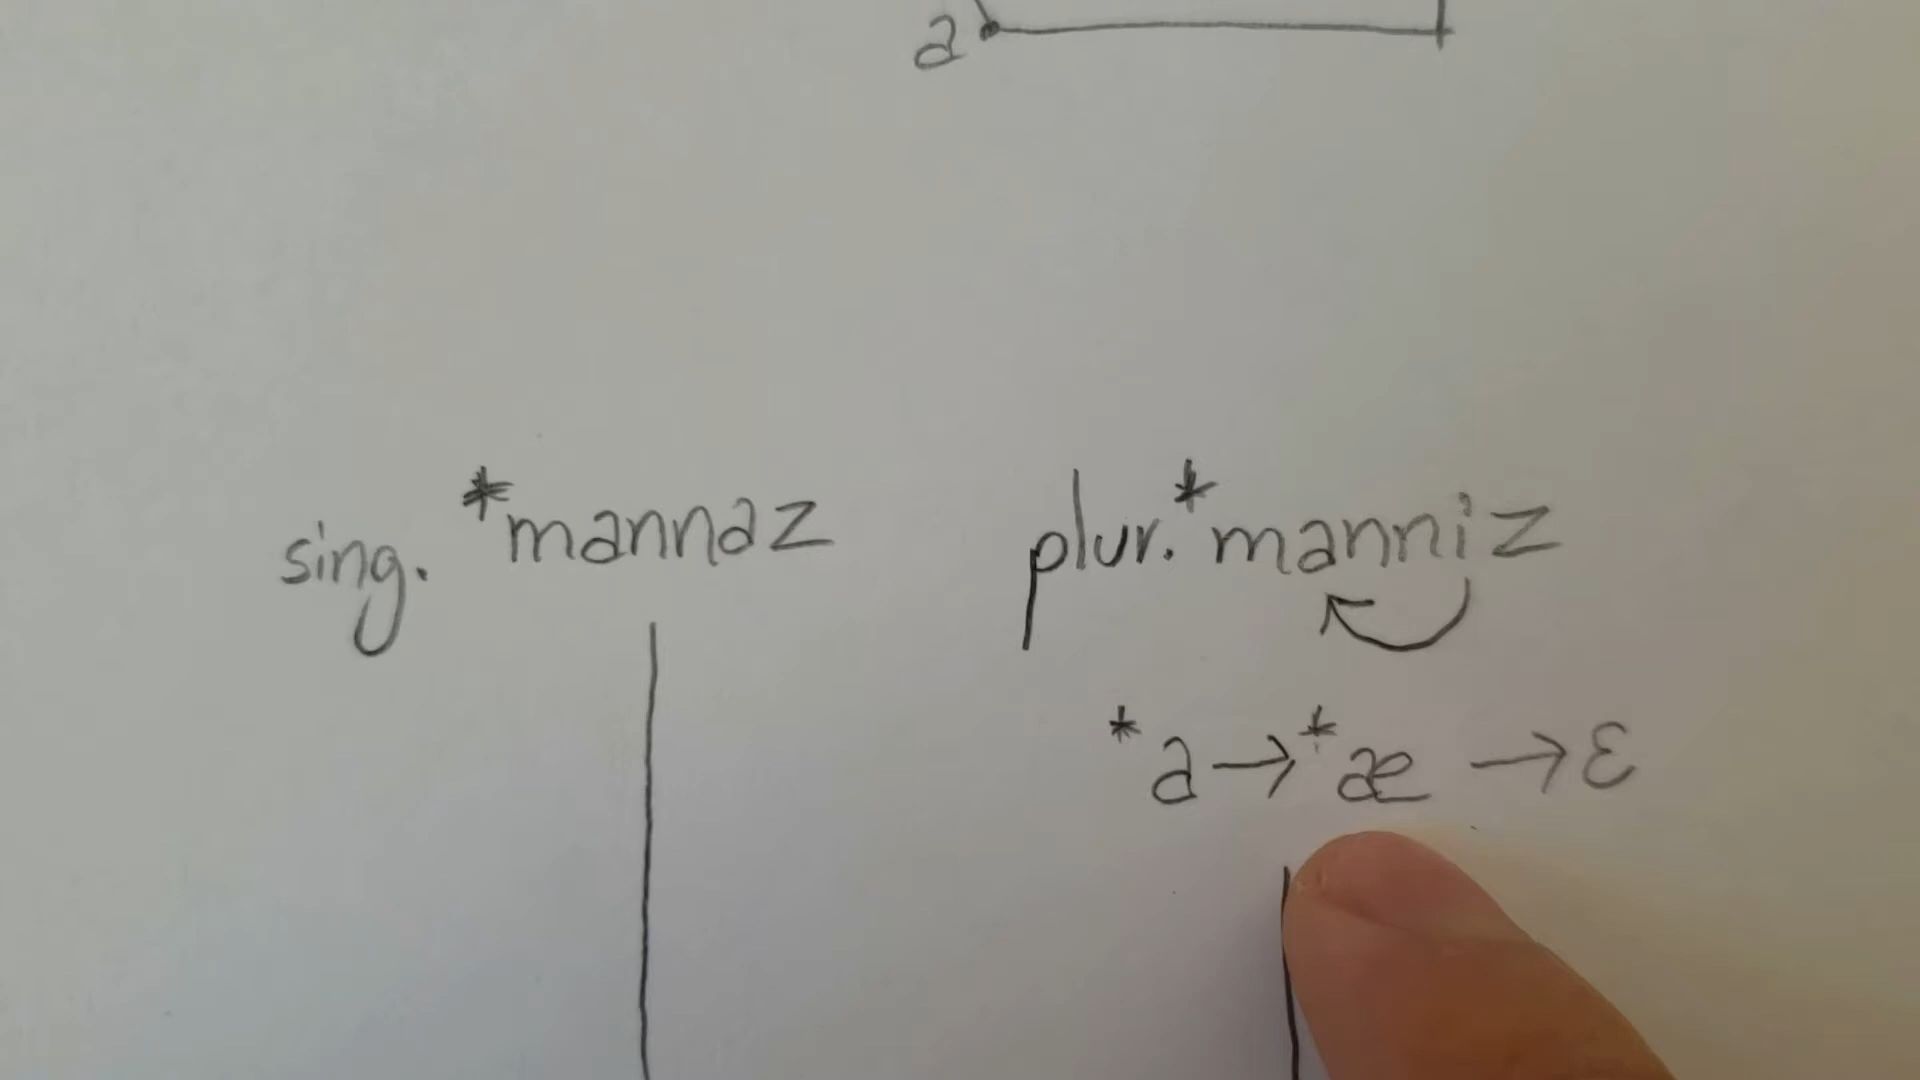 a
sing. *mannaz
plur. *manniz
*a → *æ → ɛ